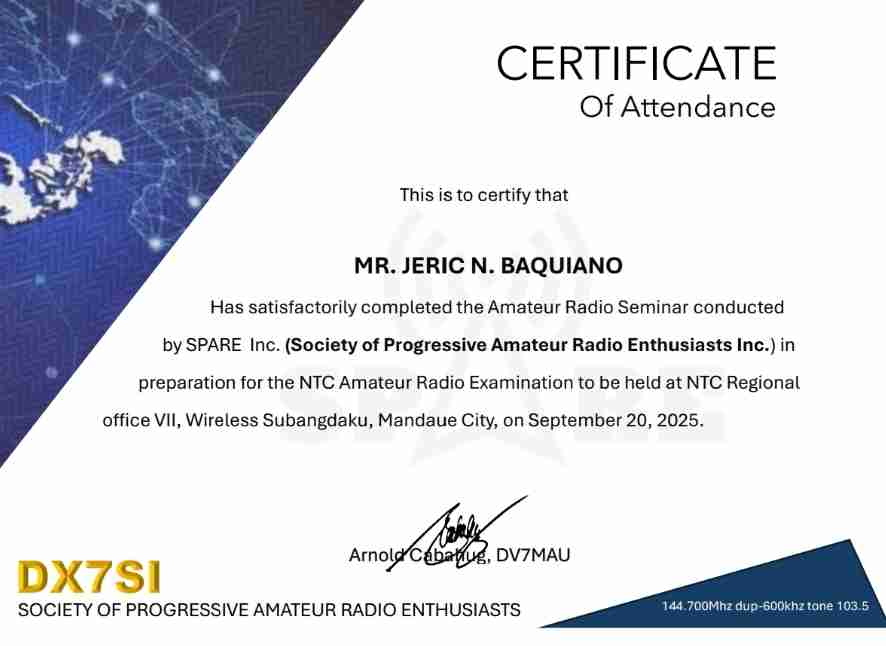 CERTIFICATE
Of Attendance
This is to certify that
MR. JERIC N. BAQUIANO
Has satisfactorily completed the Amateur Radio Seminar conducted
by SPARE Inc. (Society of Progressive Amateur Radio Enthusiasts Inc.) in
preparation for the NTC Amateur Radio Examination to be held at NTC Regional
office VII, Wireless Subangdaku, Mandaue City, on September 20, 2025.
SPARE
Arnold Cabahug, DV7MAU
DX7SI
SOCIETY OF PROGRESSIVE AMATEUR RADIO ENTHUSIASTS
144.700Mhz dup-600khz tone 103.5